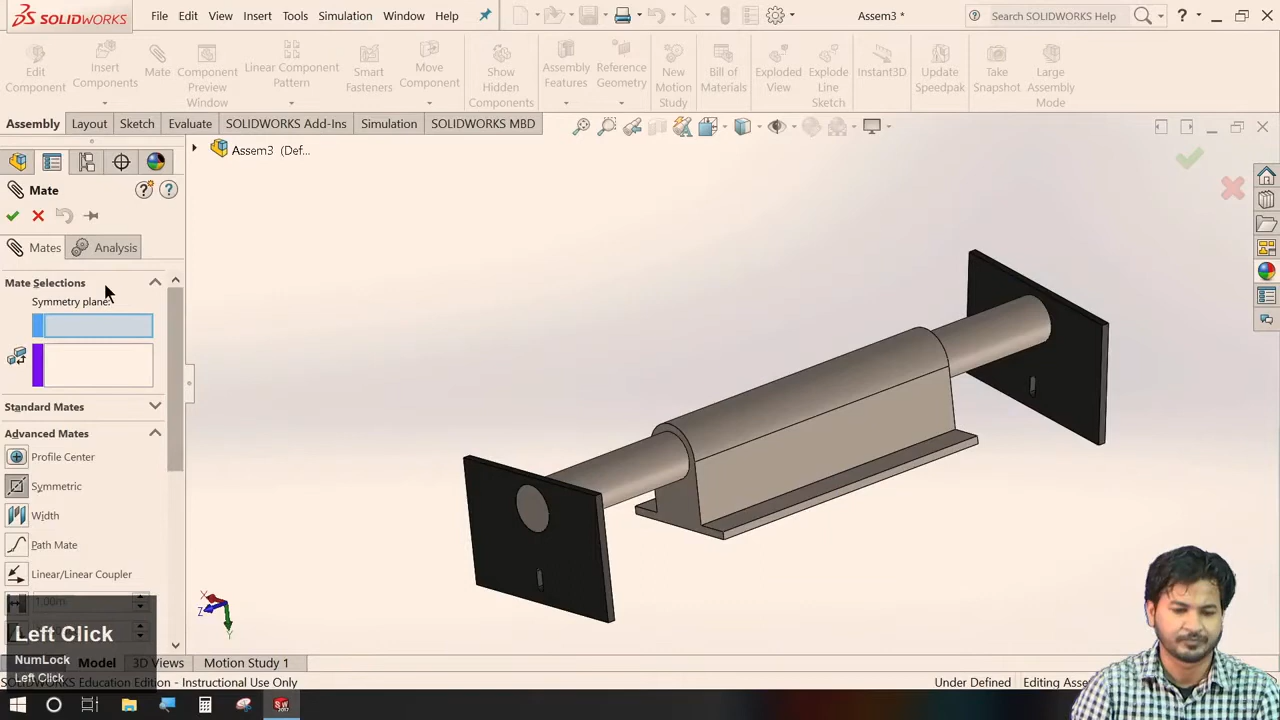 SOLIDWORKS File Edit View Insert Tools Simulation Window Help Assem3 * Search SOLIDWORKS Help ?
Edit Component Insert Components Mate Component Preview Window Linear Component Pattern Smart Fasteners Move Component Show Hidden Components Assembly Features Reference Geometry New Motion Study Bill of Materials Exploded View Explode Line Sketch Instant3D Update Speedpak Take Snapshot Large Assembly Mode
Assembly Layout Sketch Evaluate SOLIDWORKS Add-Ins Simulation SOLIDWORKS MBD
Assem3 (Def...
Mate
Mates Analysis
Mate Selections
Symmetry plane:
Standard Mates
Advanced Mates
Profile Center
Symmetric
Width
Path Mate
Linear/Linear Coupler
1.00m
X
Z
Y
Left Click
NumLock
Left Click
Model 3D Views Motion Study 1
SOLIDWORKS Education Edition - Instructional Use Only Under Defined Editing Asse